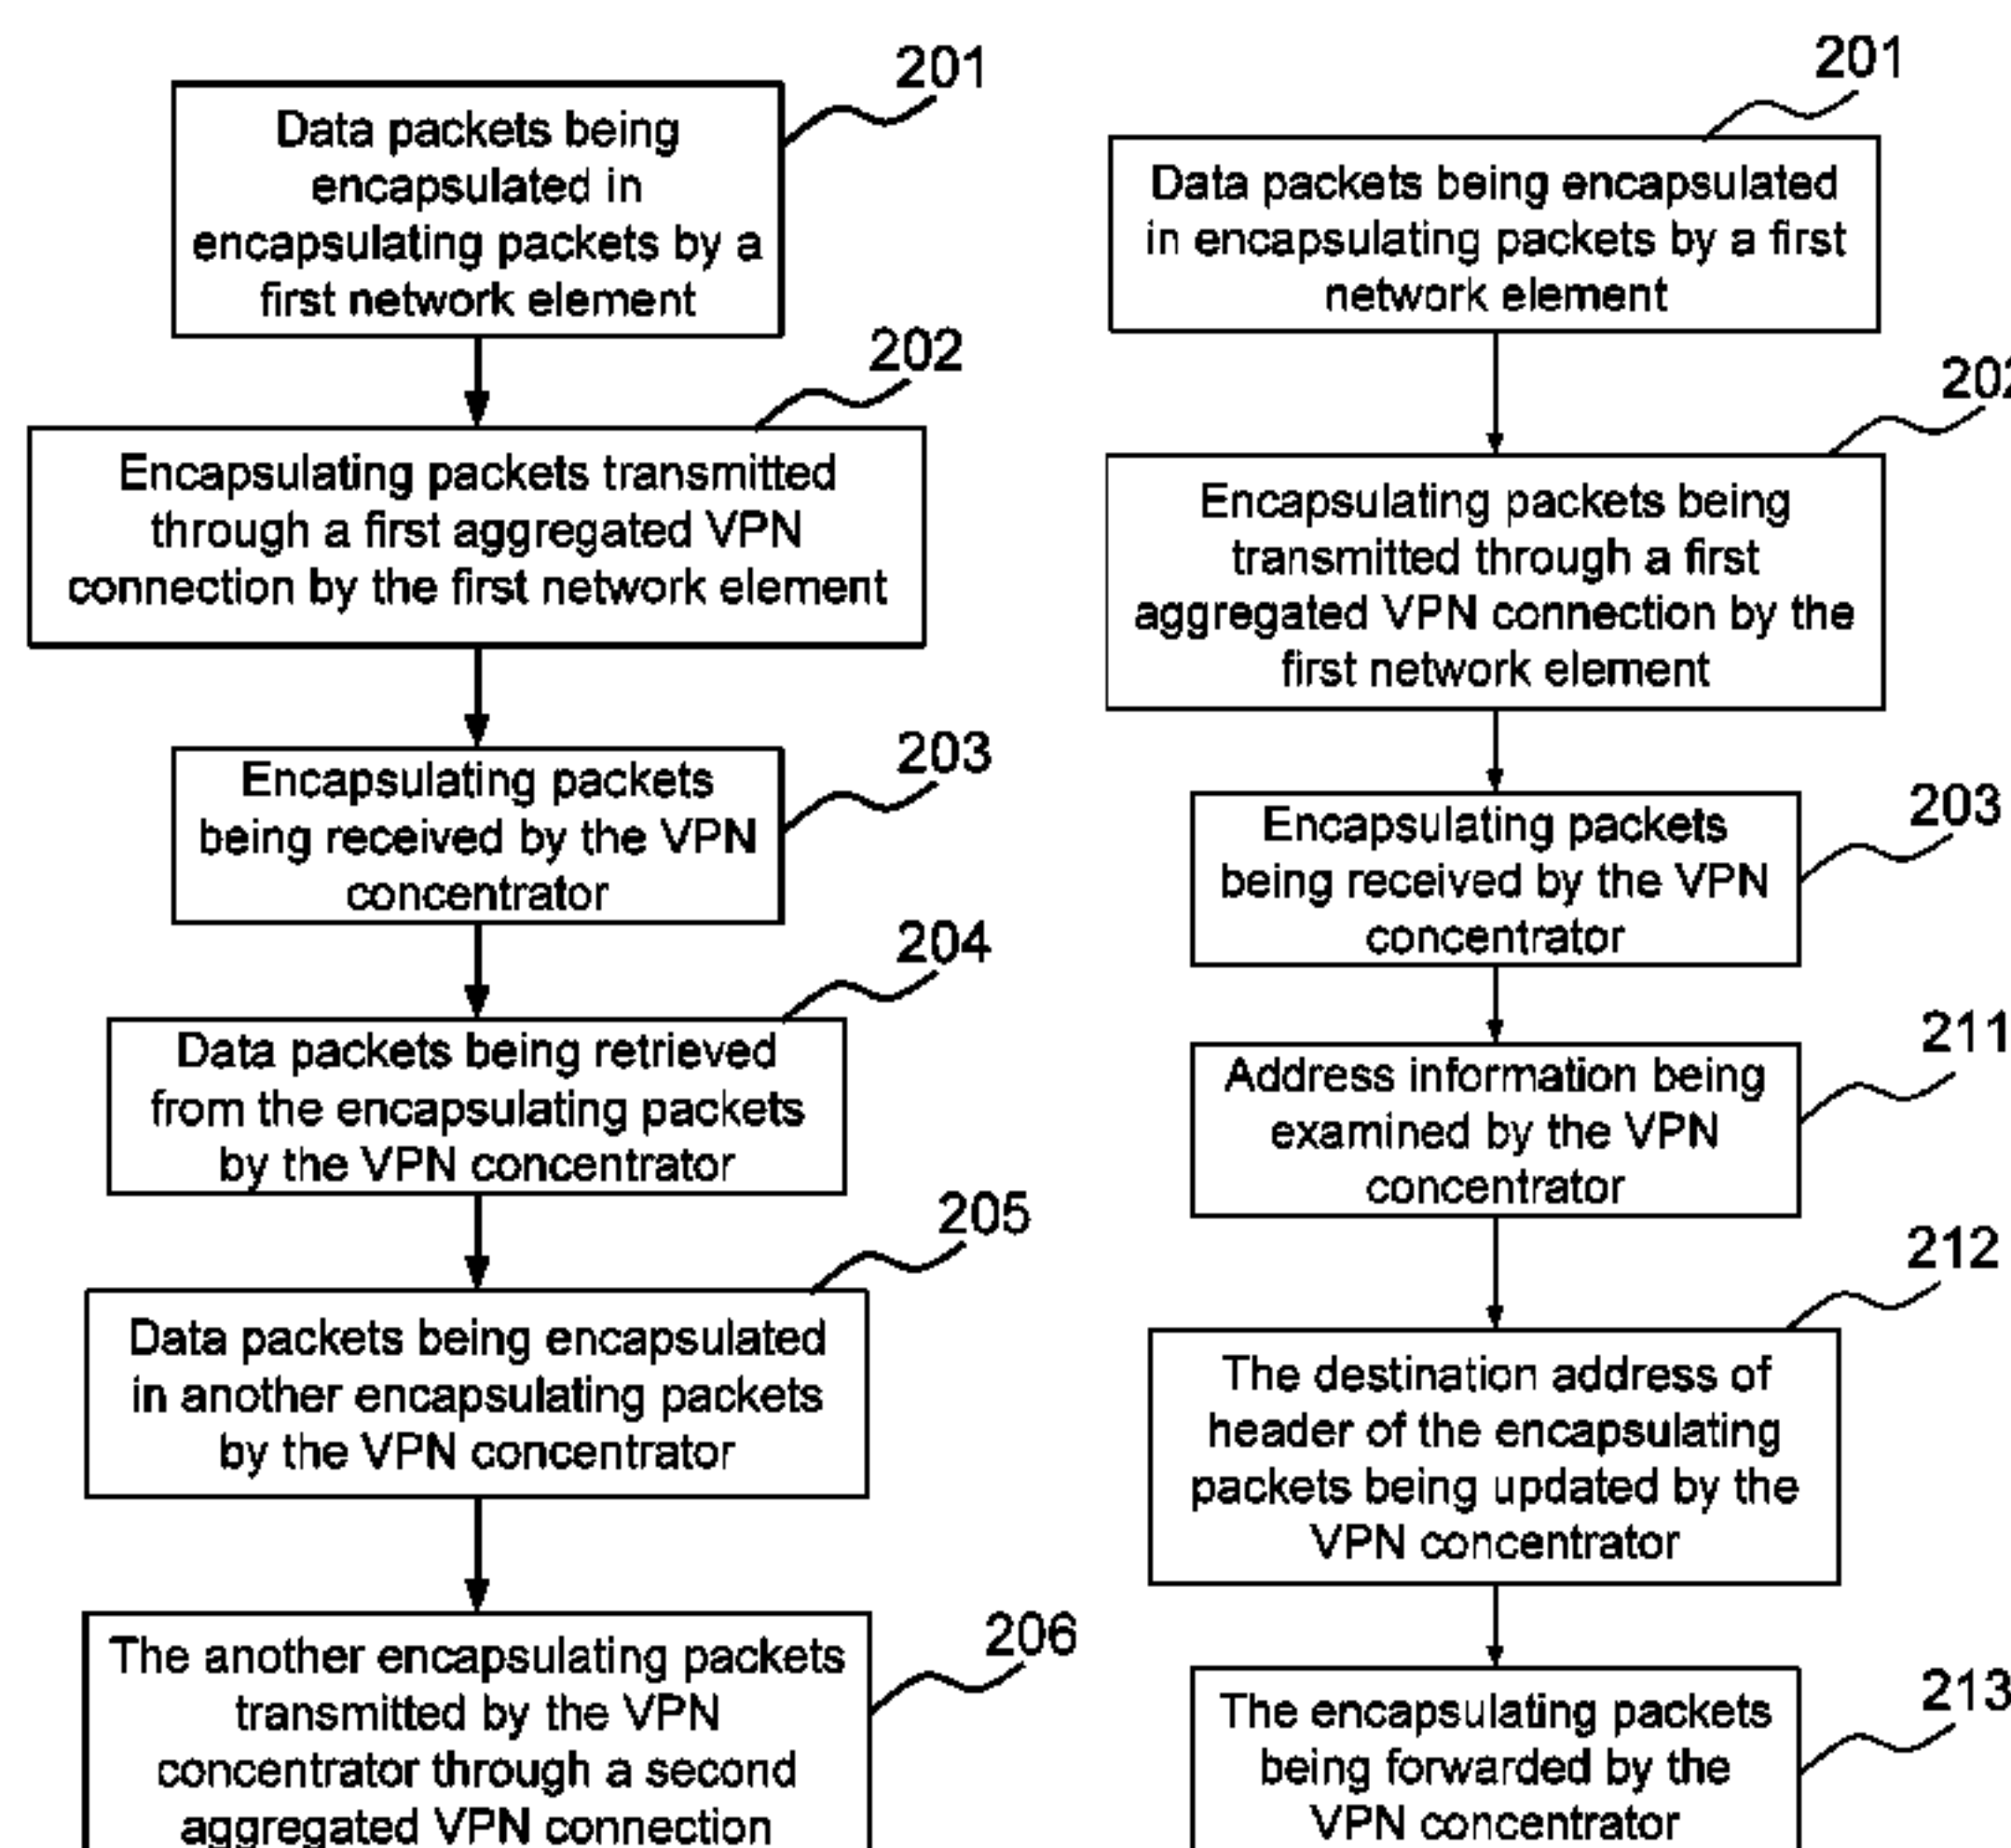 201
Data packets being
encapsulated in
encapsulating packets by a
first network element
202
Encapsulating packets transmitted
through a first aggregated VPN
connection by the first network element
203
Encapsulating packets
being received by the VPN
concentrator
204
Data packets being retrieved
from the encapsulating packets
by the VPN concentrator
205
Data packets being encapsulated
in another encapsulating packets
by the VPN concentrator
206
The another encapsulating packets
transmitted by the VPN
concentrator through a second
aggregated VPN connection
201
Data packets being encapsulated
in encapsulating packets by a first
network element
202
Encapsulating packets being
transmitted through a first
aggregated VPN connection by the
first network element
203
Encapsulating packets
being received by the VPN
concentrator
211
Address information being
examined by the VPN
concentrator
212
The destination address of
header of the encapsulating
packets being updated by the
VPN concentrator
213
The encapsulating packets
being forwarded by the
VPN concentrator